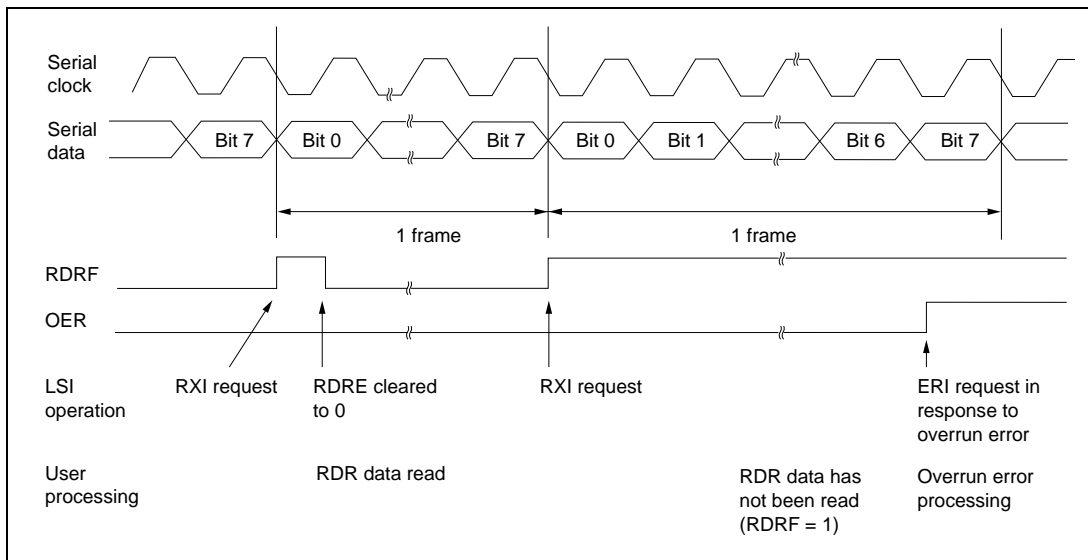 Serial
clock
Serial
data
Bit 7
Bit 0
Bit 7
Bit 0
Bit 1
Bit 6
Bit 7
1 frame
1 frame
RDRF
OER
LSI
operation
RXI request
RDRE cleared
to 0
RXI request
ERI request in
response to
overrun error
User
processing
RDR data read
RDR data has
not been read
(RDRF = 1)
Overrun error
processing